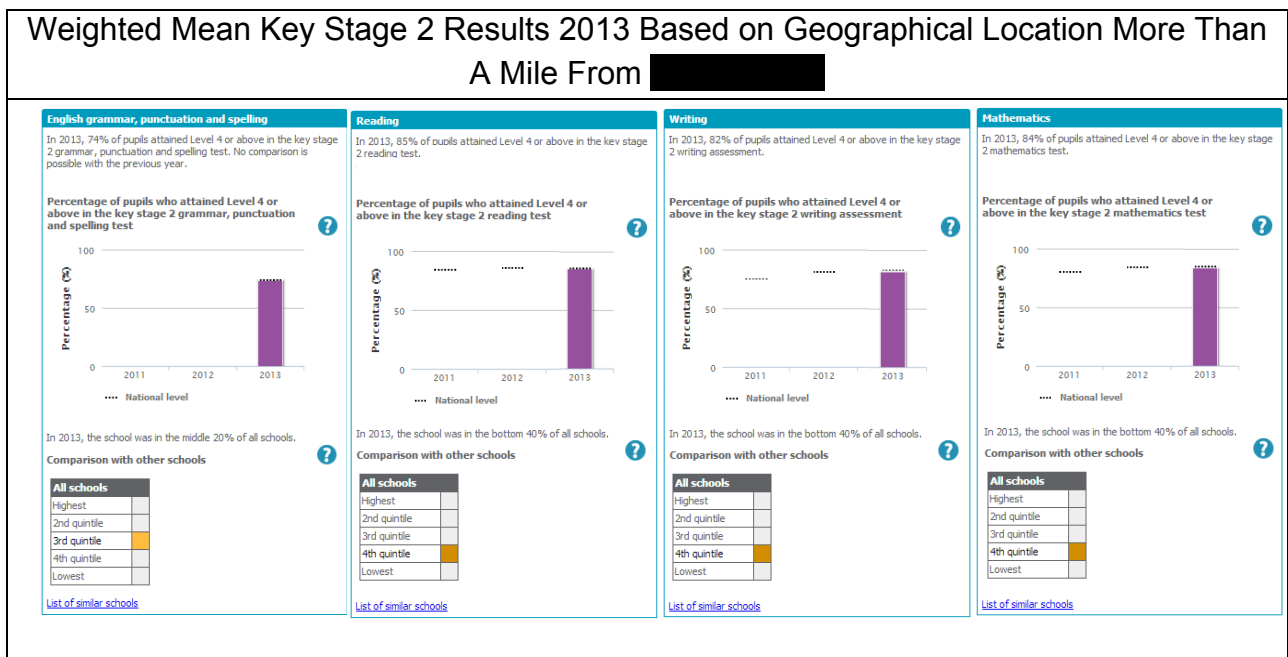 Weighted Mean Key Stage 2 Results 2013 Based on Geographical Location More Than
A Mile From
English grammar, punctuation and spelling
In 2013, 74% of pupils attained Level 4 or above in the key stage
2 grammar, punctuation and spelling test. No comparison is
possible with the previous year.
Percentage of pupils who attained Level 4 or
above in the key stage 2 grammar, punctuation
and spelling test
?
100
50
0
Percentage (%)
2011 2012 2013
National level
In 2013, the school was in the middle 20% of all schools.
Comparison with other schools
?
All schools
Highest
2nd quintile
3rd quintile
4th quintile
Lowest
List of similar schools
Reading
In 2013, 85% of pupils attained Level 4 or above in the key stage
2 reading test.
Percentage of pupils who attained Level 4 or
above in the key stage 2 reading test
?
100
50
0
Percentage (%)
2011 2012 2013
National level
In 2013, the school was in the bottom 40% of all schools.
Comparison with other schools
?
All schools
Highest
2nd quintile
3rd quintile
4th quintile
Lowest
List of similar schools
Writing
In 2013, 82% of pupils attained Level 4 or above in the key stage
2 writing assessment.
Percentage of pupils who attained Level 4 or
above in the key stage 2 writing assessment
?
100
50
0
Percentage (%)
2011 2012 2013
National level
In 2013, the school was in the bottom 40% of all schools.
Comparison with other schools
?
All schools
Highest
2nd quintile
3rd quintile
4th quintile
Lowest
List of similar schools
Mathematics
In 2013, 84% of pupils attained Level 4 or above in the key stage
2 mathematics test.
Percentage of pupils who attained Level 4 or
above in the key stage 2 mathematics test
?
100
50
0
Percentage (%)
2011 2012 2013
National level
In 2013, the school was in the bottom 40% of all schools.
Comparison with other schools
?
All schools
Highest
2nd quintile
3rd quintile
4th quintile
Lowest
List of similar schools